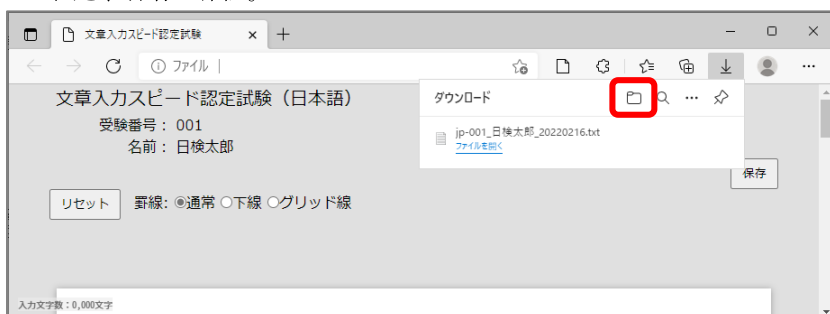 文章入力スピード認定試験
ファイル
文章入力スピード認定試験（日本語）
受験番号： 001
名前： 日検太郎
ダウンロード
jp-001_日検太郎_20220216.txt
ファイルを開く
保存
リセット 罫線: 通常 下線 グリッド線
入力文字数：0,000文字